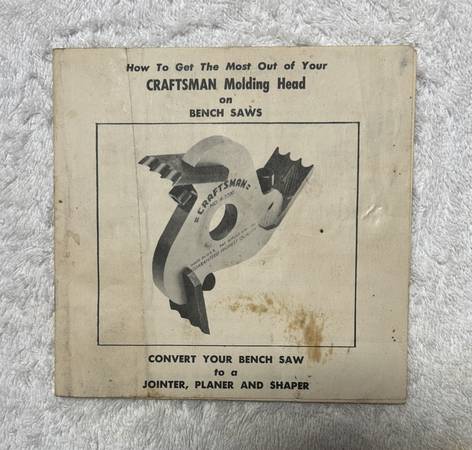 How To Get The Most Out of Your
CRAFTSMAN Molding Head
on
BENCH SAWS
=CRAFTSMAN=
CONVERT YOUR BENCH SAW
to a
JOINTER, PLANER AND SHAPER